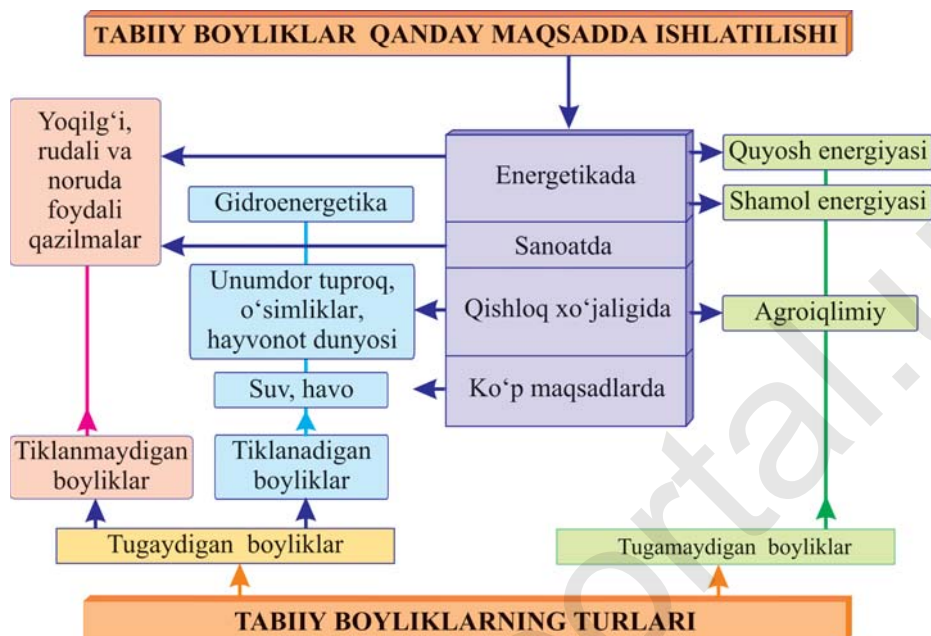 TABIIY BOYLIKLAR QANDAY MAQSADDA ISHLATILISHI
Yoqilg‘i,
rudali va
noruda
foydali
qazilmalar
Gidroenergetika
Unumdor tuproq,
o‘simliklar,
hayvonot dunyosi
Suv, havo
Energetikada
Sanoatda
Qishloq xo‘jaligida
Ko‘p maqsadlarda
Quyosh energiyasi
Shamol energiyasi
Agroiqlimiy
Tiklanmaydigan
boyliklar
Tiklanadigan
boyliklar
Tugaydigan boyliklar
Tugamaydigan boyliklar
TABIIY BOYLIKLARNING TURLARI